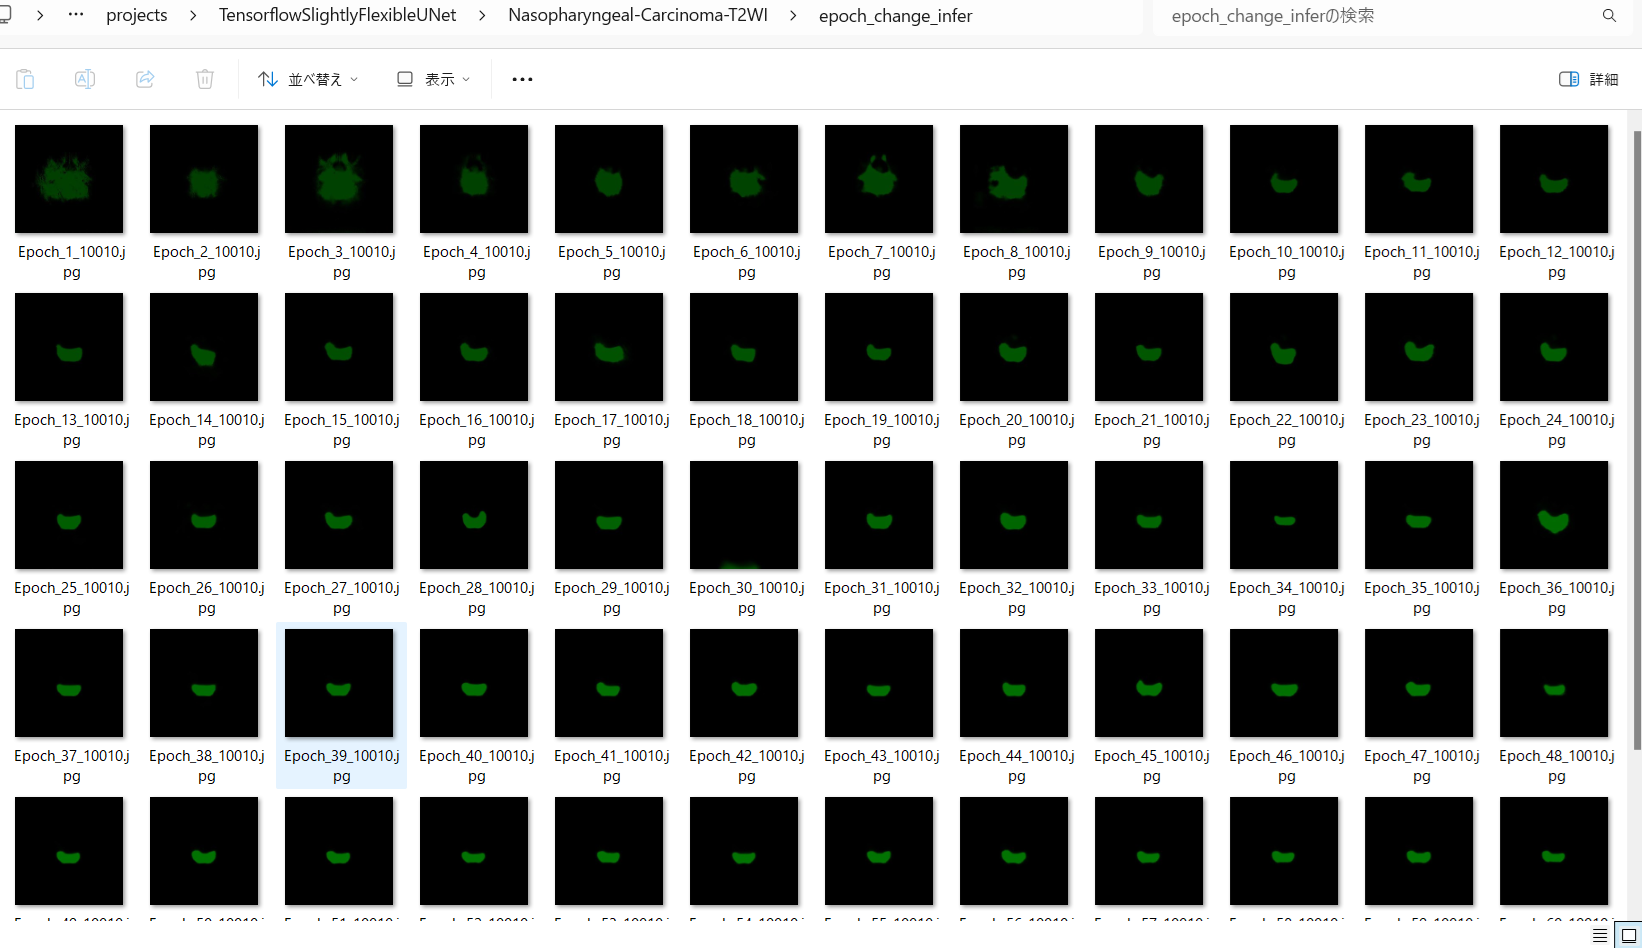 projects > TensorflowSlightlyFlexibleUNet > Nasopharyngeal-Carcinoma-T2WI > epoch_change_infer
epoch_change_inferの検索
並べ替え
表示
詳細
Epoch_1_10010.jpg
Epoch_2_10010.jpg
Epoch_3_10010.jpg
Epoch_4_10010.jpg
Epoch_5_10010.jpg
Epoch_6_10010.jpg
Epoch_7_10010.jpg
Epoch_8_10010.jpg
Epoch_9_10010.jpg
Epoch_10_10010.jpg
Epoch_11_10010.jpg
Epoch_12_10010.jpg
Epoch_13_10010.jpg
Epoch_14_10010.jpg
Epoch_15_10010.jpg
Epoch_16_10010.jpg
Epoch_17_10010.jpg
Epoch_18_10010.jpg
Epoch_19_10010.jpg
Epoch_20_10010.jpg
Epoch_21_10010.jpg
Epoch_22_10010.jpg
Epoch_23_10010.jpg
Epoch_24_10010.jpg
Epoch_25_10010.jpg
Epoch_26_10010.jpg
Epoch_27_10010.jpg
Epoch_28_10010.jpg
Epoch_29_10010.jpg
Epoch_30_10010.jpg
Epoch_31_10010.jpg
Epoch_32_10010.jpg
Epoch_33_10010.jpg
Epoch_34_10010.jpg
Epoch_35_10010.jpg
Epoch_36_10010.jpg
Epoch_37_10010.jpg
Epoch_38_10010.jpg
Epoch_39_10010.jpg
Epoch_40_10010.jpg
Epoch_41_10010.jpg
Epoch_42_10010.jpg
Epoch_43_10010.jpg
Epoch_44_10010.jpg
Epoch_45_10010.jpg
Epoch_46_10010.jpg
Epoch_47_10010.jpg
Epoch_48_10010.jpg